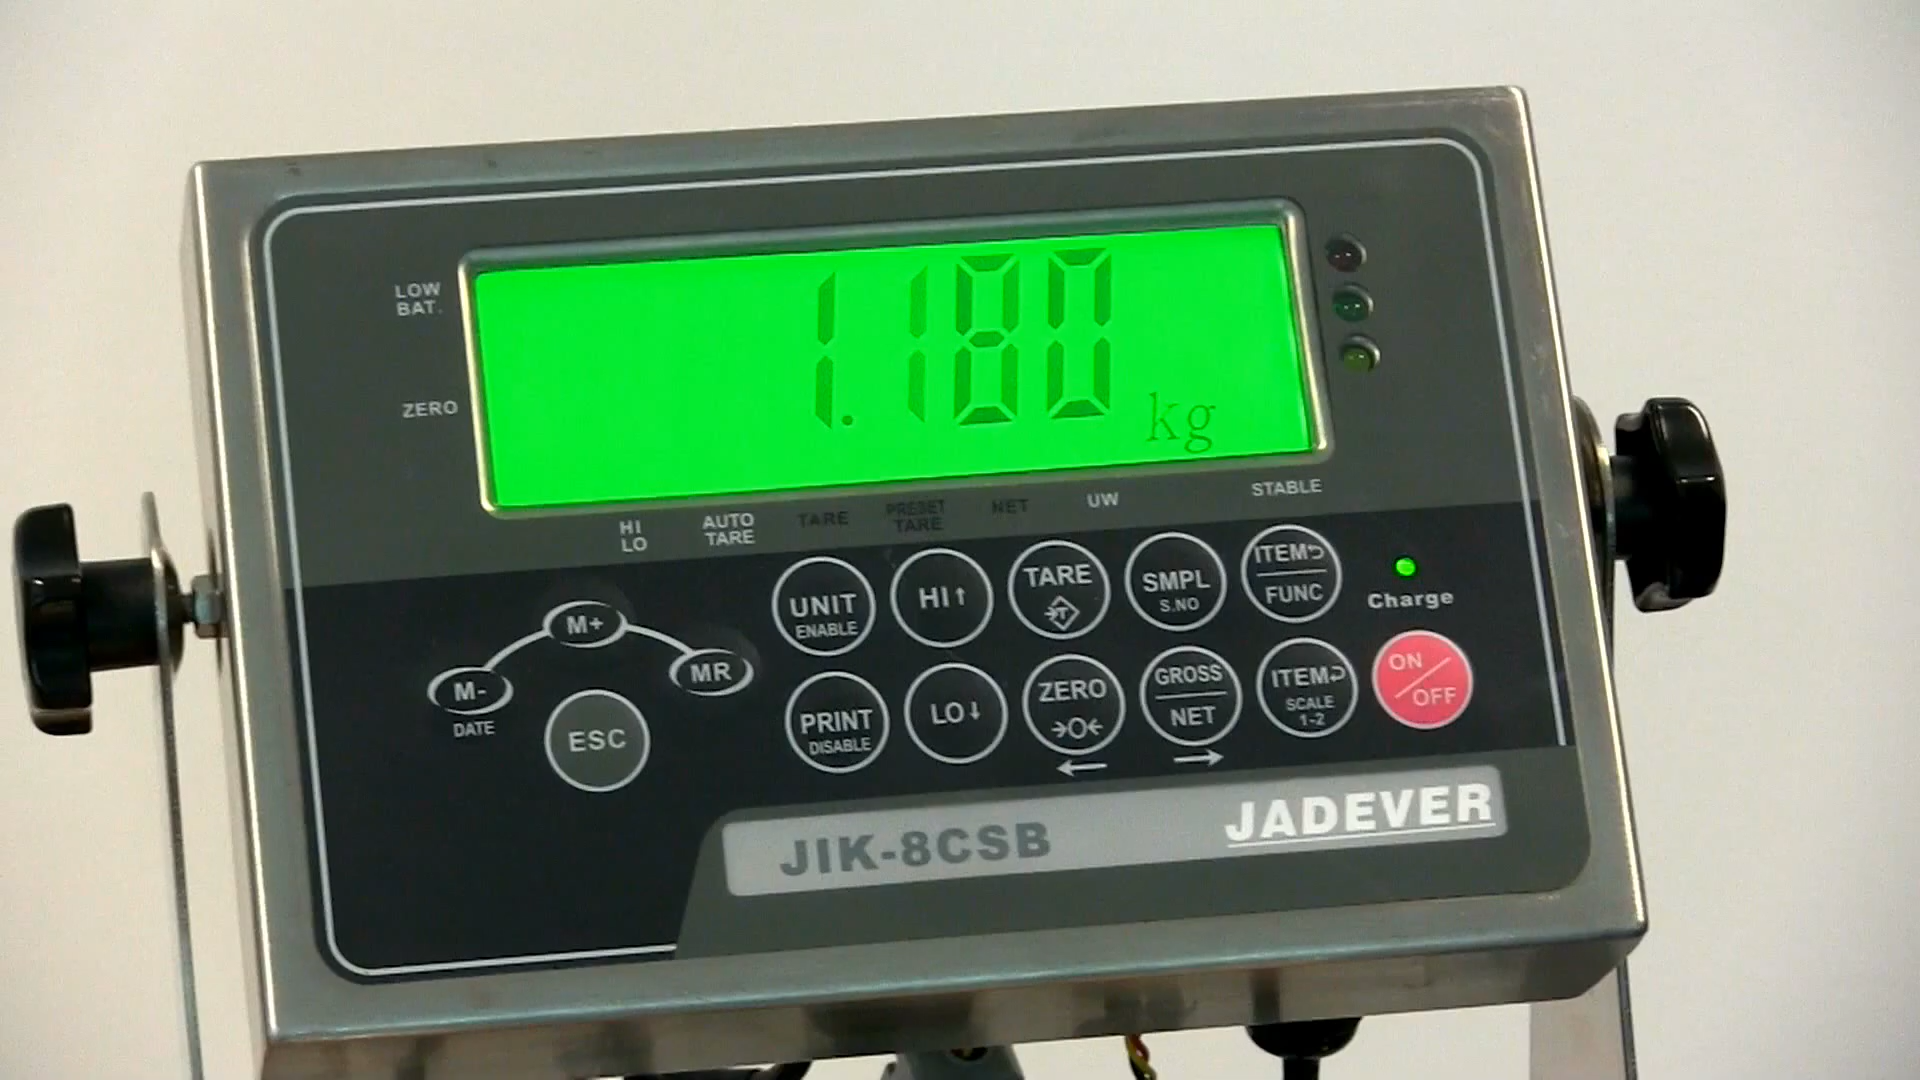 LOW
BAT.
1.180 kg
ZERO
HI
LO
AUTO
TARE
TARE
PRESET
TARE
NET
UW
STABLE
UNIT
ENABLE
HI↑
TARE
→T←
SMPL
S.NO
ITEM⮌
FUNC
Charge
M+
M-
DATE
MR
ESC
PRINT
DISABLE
LO↓
ZERO
→O←
←
GROSS
NET
→
ITEM⮌
SCALE
1-2
ON/OFF
JIK-8CSB
JADEVER